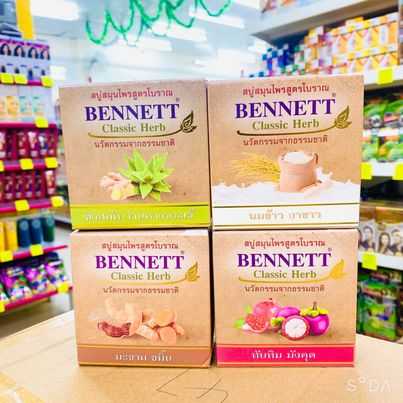 สบู่สมุนไพรสูตรโบราณ
BENNETT®
Classic Herb
นวัตกรรมจากธรรมชาติ
สบู่สมุนไพรสูตรโบราณ
BENNETT®
Classic Herb
นวัตกรรมจากธรรมชาติ
นมข้าว งาขาว
สบู่สมุนไพรสูตรโบราณ
BENNETT®
Classic Herb
นวัตกรรมจากธรรมชาติ
มะขาม ขมิ้น
สบู่สมุนไพรสูตรโบราณ
BENNETT®
Classic Herb
นวัตกรรมจากธรรมชาติ
ทับทิม มังคุด
SODA